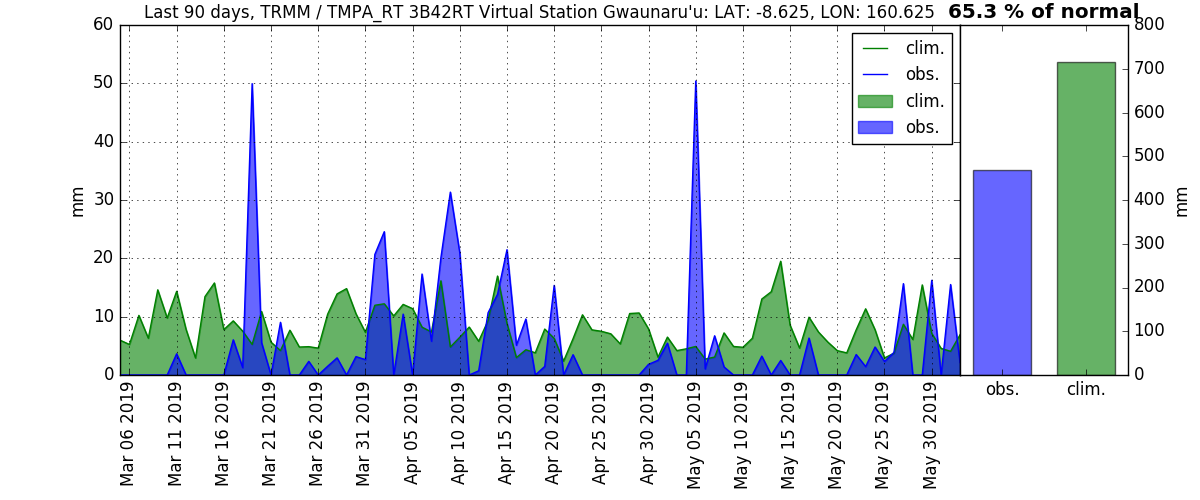 Last 90 days, TRMM / TMPA_RT 3B42RT Virtual Station Gwaunaru'u: LAT: -8.625, LON: 160.625 65.3 % of normal
60
50
40
30
20
10
0
mm
clim.
obs.
clim.
obs.
800
700
600
500
400
300
200
100
0
mm
Mar 06 2019
Mar 11 2019
Mar 16 2019
Mar 21 2019
Mar 26 2019
Mar 31 2019
Apr 05 2019
Apr 10 2019
Apr 15 2019
Apr 20 2019
Apr 25 2019
Apr 30 2019
May 05 2019
May 10 2019
May 15 2019
May 20 2019
May 25 2019
May 30 2019
obs.
clim.